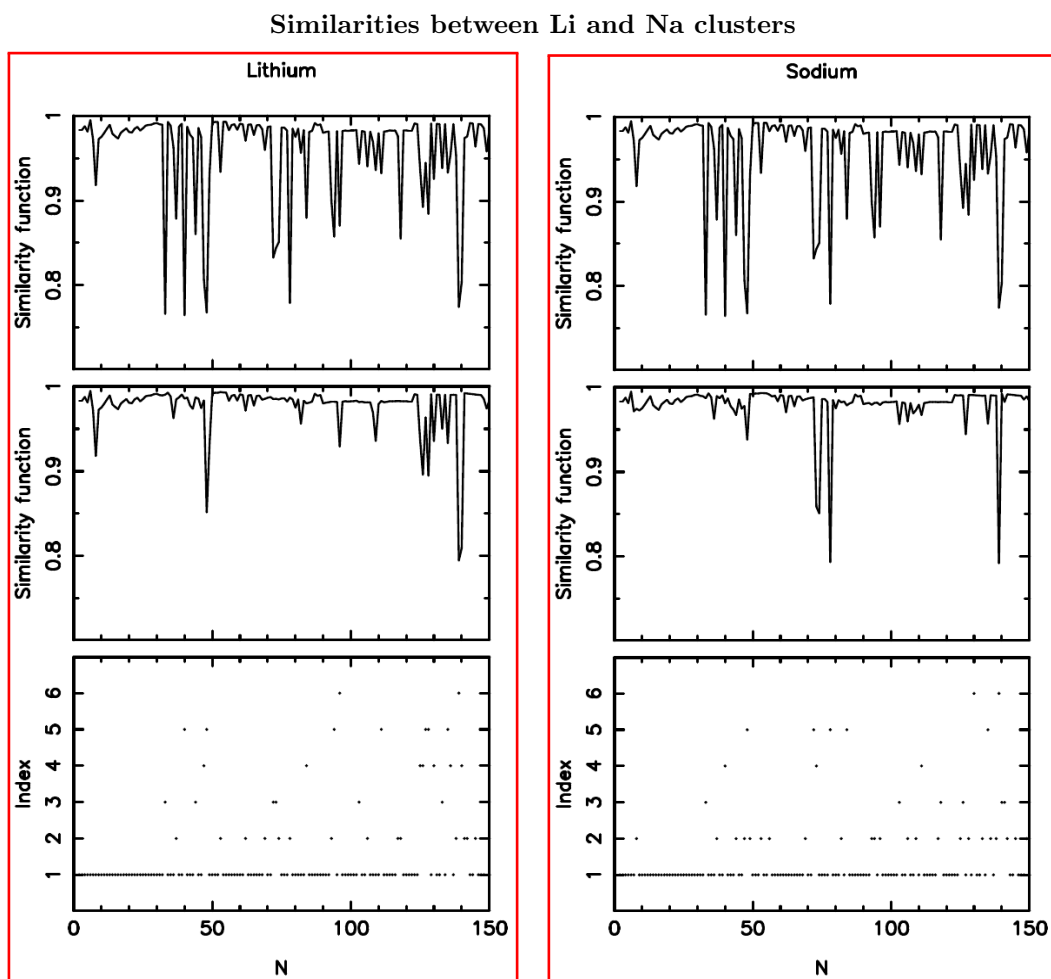 Similarities between Li and Na clusters
Lithium
Similarity function
1
0.9
0.8
Similarity function
1
0.9
0.8
Index
6
5
4
3
2
1
0
50
100
150
N
Sodium
Similarity function
1
0.9
0.8
Similarity function
1
0.9
0.8
Index
6
5
4
3
2
1
0
50
100
150
N